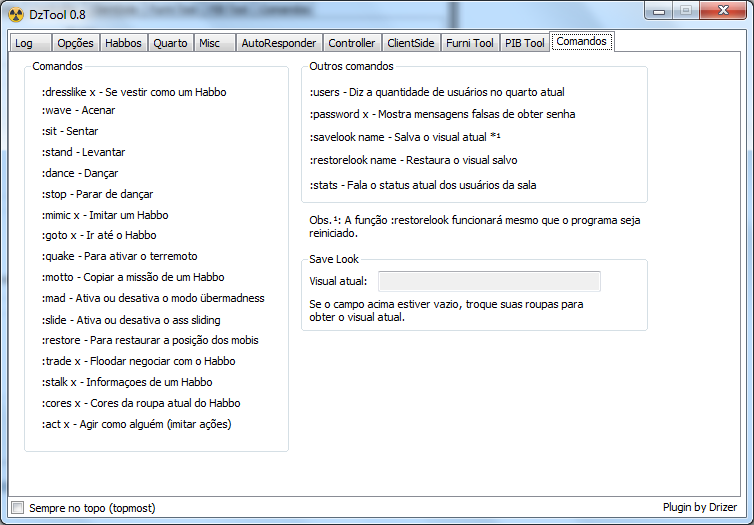 DzTool 0.8
Log Opções Habbos Quarto Misc AutoResponder Controller ClientSide Furni Tool PIB Tool Comandos
Comandos
:dresslike x - Se vestir como um Habbo
:wave - Acenar
:sit - Sentar
:stand - Levantar
:dance - Dançar
:stop - Parar de dançar
:mimic x - Imitar um Habbo
:goto x - Ir até o Habbo
:quake - Para ativar o terremoto
:motto - Copiar a missão de um Habbo
:mad - Ativa ou desativa o modo übermadness
:slide - Ativa ou desativa o ass sliding
:restore - Para restaurar a posição dos mobis
:trade x - Floodar negociar com o Habbo
:stalk x - Informaçoes de um Habbo
:cores x - Cores da roupa atual do Habbo
:act x - Agir como alguém (imitar ações)
Outros comandos
:users - Diz a quantidade de usuários no quarto atual
:password x - Mostra mensagens falsas de obter senha
:savelook name - Salva o visual atual *¹
:restorelook name - Restaura o visual salvo
:stats - Fala o status atual dos usuários da sala
Obs.¹: A função :restorelook funcionará mesmo que o programa seja
reiniciado.
Save Look
Visual atual:
Se o campo acima estiver vazio, troque suas roupas para
obter o visual atual.
Sempre no topo (topmost)
Plugin by Drizer